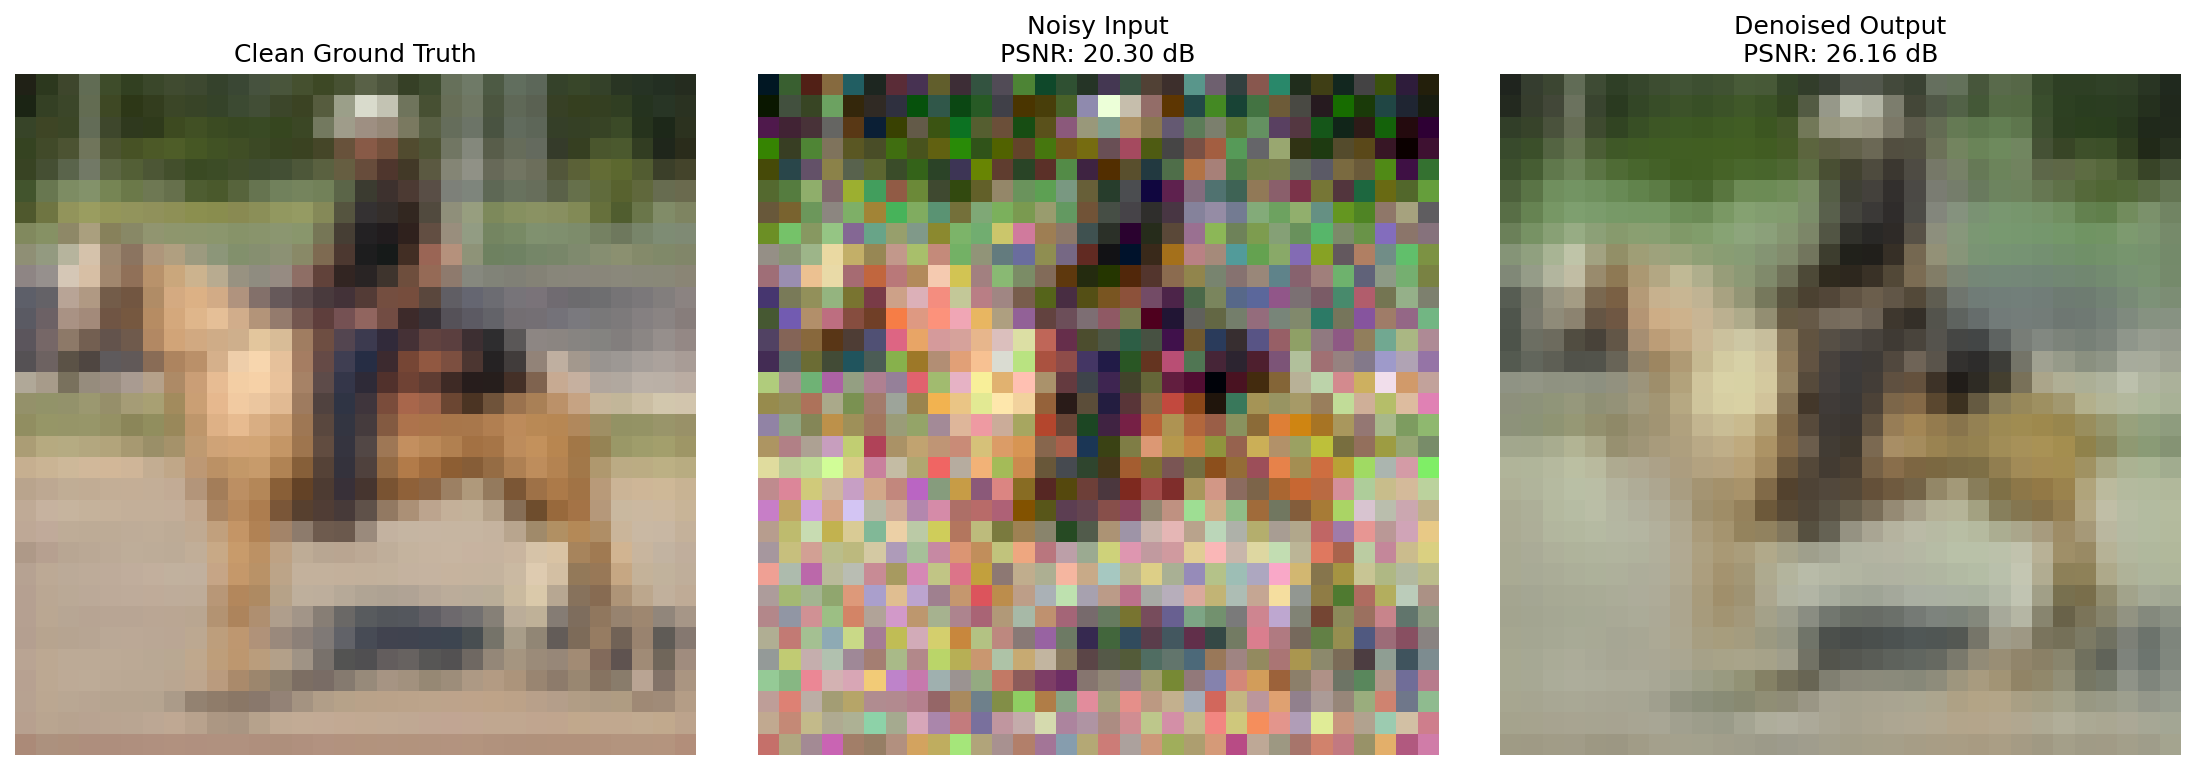 Clean Ground Truth
Noisy Input
PSNR: 20.30 dB
Denoised Output
PSNR: 26.16 dB